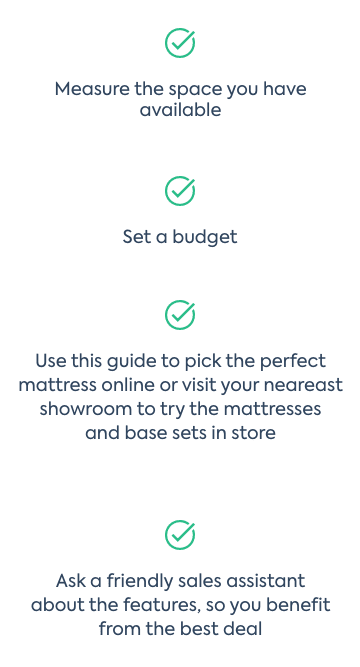 Measure the space you have
available
Set a budget
Use this guide to pick the perfect
mattress online or visit your neareast
showroom to try the mattresses
and base sets in store
Ask a friendly sales assistant
about the features, so you benefit
from the best deal